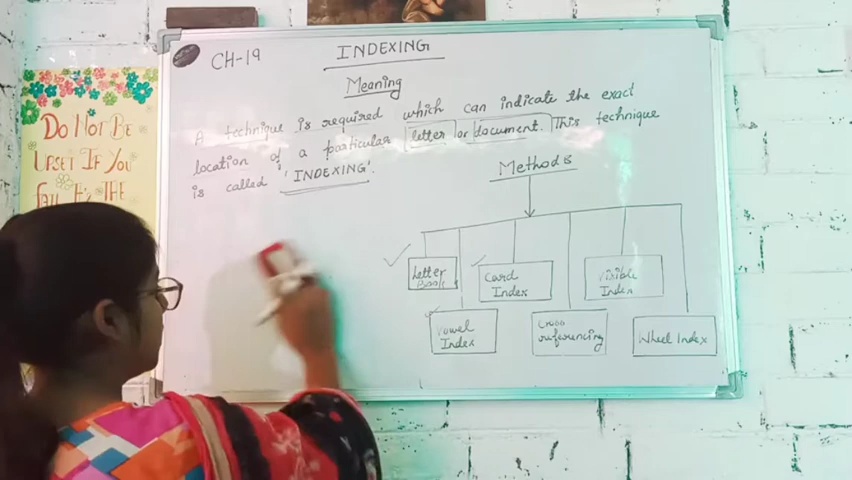 CH-19
INDEXING
Meaning
A technique is required which can indicate the exact
location of a particular letter or document. This technique
is called 'INDEXING'.
Methods
Letter
Book
Card
Index
Visible
Index
Vowel
Index
Cross
referencing
Wheel Index
DO NOT BE
UPSET IF YOU
FAIL IT'S THE